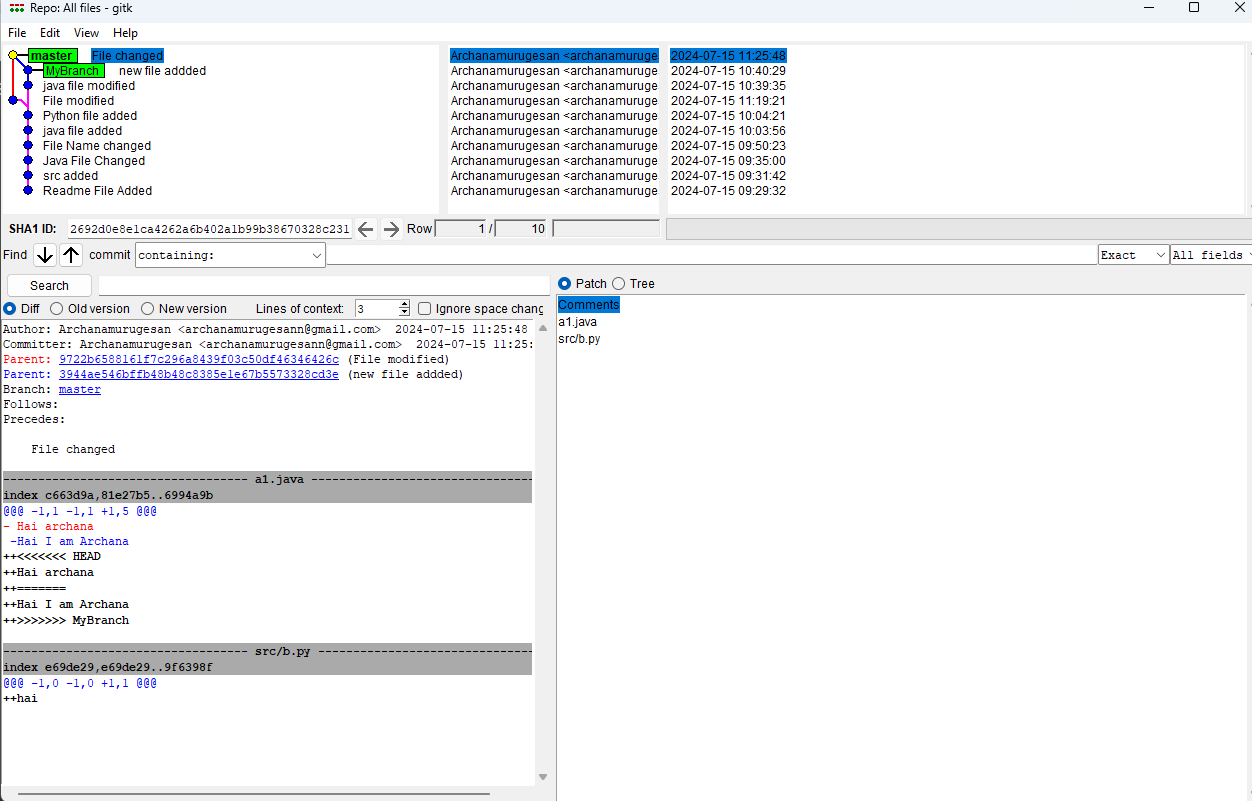 Repo: All files - gitk
File Edit View Help
master File changed Archanamurugesan <archanamuruge 2024-07-15 11:25:48
MyBranch new file addded Archanamurugesan <archanamuruge 2024-07-15 10:40:29
java file modified Archanamurugesan <archanamuruge 2024-07-15 10:39:35
File modified Archanamurugesan <archanamuruge 2024-07-15 11:19:21
Python file added Archanamurugesan <archanamuruge 2024-07-15 10:04:21
java file added Archanamurugesan <archanamuruge 2024-07-15 10:03:56
File Name changed Archanamurugesan <archanamuruge 2024-07-15 09:50:23
Java File Changed Archanamurugesan <archanamuruge 2024-07-15 09:35:00
src added Archanamurugesan <archanamuruge 2024-07-15 09:31:42
Readme File Added Archanamurugesan <archanamuruge 2024-07-15 09:29:32
SHA1 ID: 2692d0e8e1ca4262a6b402a1b99b38670328c231 Row 1 / 10
Find commit containing: Exact All fields
Search
Patch Tree
Diff Old version New version Lines of context: 3 Ignore space chang
Comments
a1.java
src/b.py
Author: Archanamurugesan <archanamurugesann@gmail.com> 2024-07-15 11:25:48
Committer: Archanamurugesan <archanamurugesann@gmail.com> 2024-07-15 11:25:
Parent: 9722b6588161f7c296a8439f03c50df46346426c (File modified)
Parent: 3944ae546bffb48b48c8385e1e67b5573328cd3e (new file addded)
Branch: master
Follows:
Precedes:
File changed
----------------------------------- a1.java --------------------------------
index c663d9a,81e27b5..6994a9b
@@@ -1,1 -1,1 +1,5 @@@
- Hai archana
 -Hai I am Archana
++<<<<<<< HEAD
++Hai archana
++=======
++Hai I am Archana
++>>>>>>> MyBranch
----------------------------------- src/b.py -------------------------------
index e69de29,e69de29..9f6398f
@@@ -1,0 -1,0 +1,1 @@@
++hai